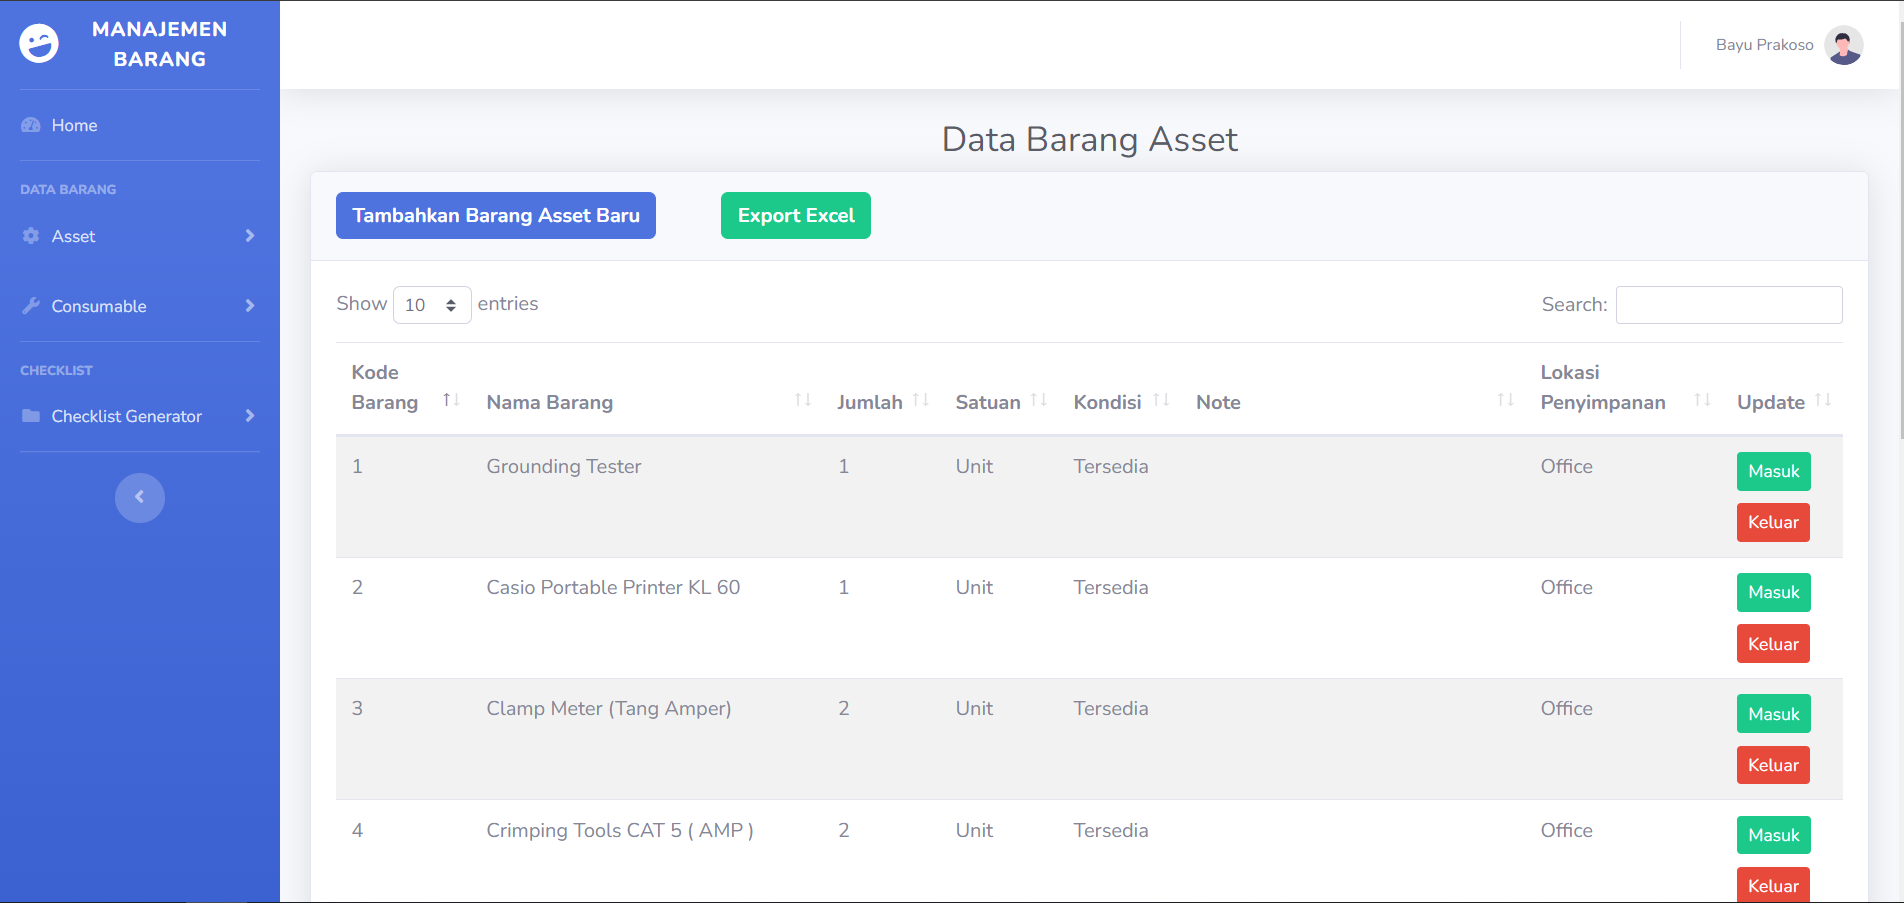 MANAJEMEN
BARANG
Bayu Prakoso
Home
DATA BARANG
Asset
Consumable
CHECKLIST
Checklist Generator
Data Barang Asset
Tambahkan Barang Asset Baru Export Excel
Show 10 entries Search:
Kode Barang Nama Barang Jumlah Satuan Kondisi Note Lokasi Penyimpanan Update
1 Grounding Tester 1 Unit Tersedia Office Masuk
Keluar
2 Casio Portable Printer KL 60 1 Unit Tersedia Office Masuk
Keluar
3 Clamp Meter (Tang Amper) 2 Unit Tersedia Office Masuk
Keluar
4 Crimping Tools CAT 5 ( AMP ) 2 Unit Tersedia Office Masuk
Keluar